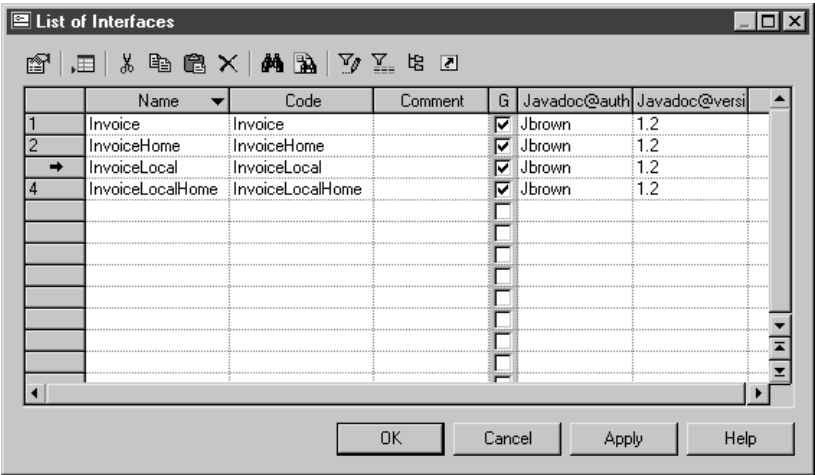 List of Interfaces
Name Code Comment G Javadoc@auth Javadoc@versi
1 Invoice Invoice Jbrown 1.2
2 InvoiceHome InvoiceHome Jbrown 1.2
InvoiceLocal InvoiceLocal Jbrown 1.2
4 InvoiceLocalHome InvoiceLocalHome Jbrown 1.2
OK Cancel Apply Help